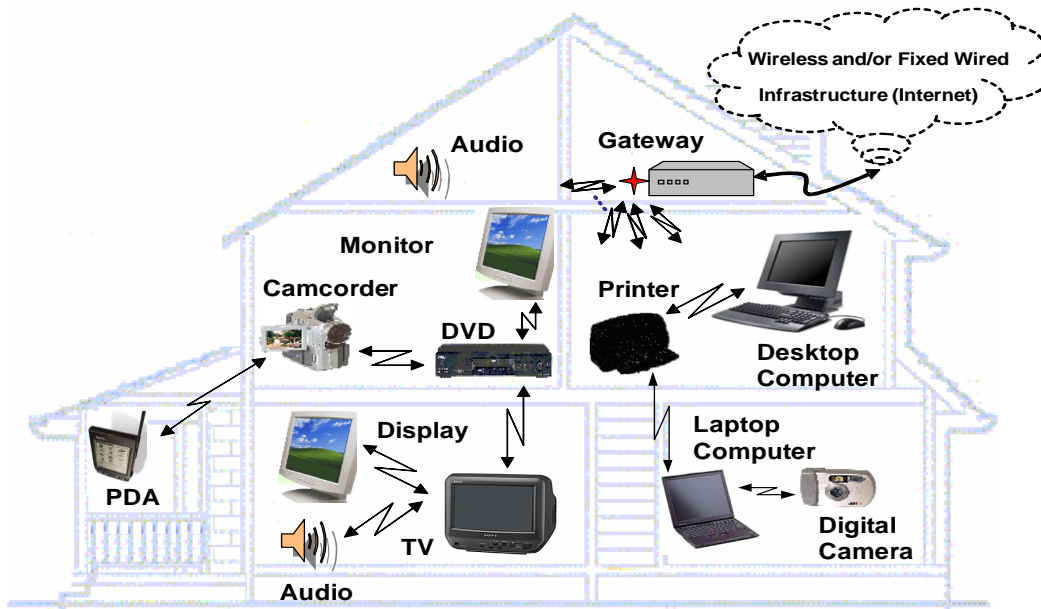 Wireless and/or Fixed Wired
Infrastructure (Internet)
Audio
Gateway
Monitor
Camcorder
Printer
DVD
Desktop
Computer
Display
Laptop
Computer
PDA
TV
Digital
Camera
Audio